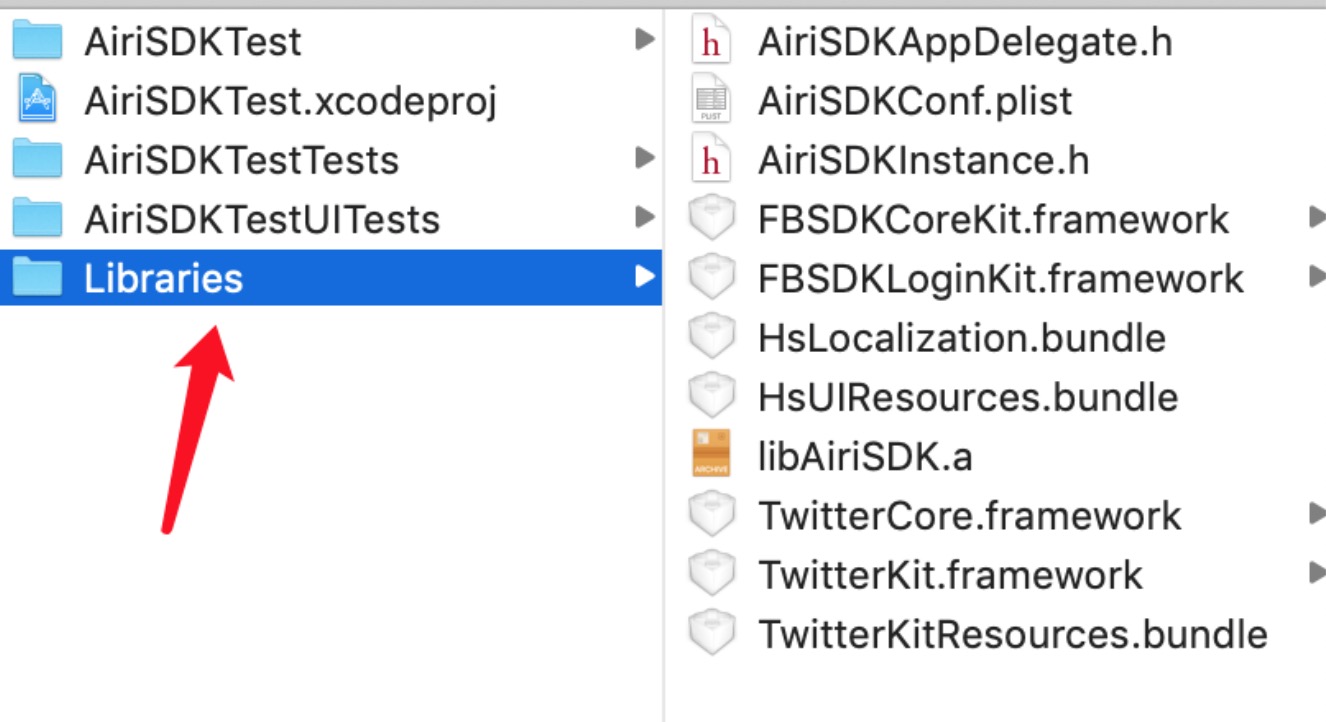 AiriSDKTest
AiriSDKTest.xcodeproj
AiriSDKTestTests
AiriSDKTestUITests
Libraries
h AiriSDKAppDelegate.h
PLIST AiriSDKConf.plist
h AiriSDKInstance.h
FBSDKCoreKit.framework
FBSDKLoginKit.framework
HsLocalization.bundle
HsUIResources.bundle
ARCHIVE libAiriSDK.a
TwitterCore.framework
TwitterKit.framework
TwitterKitResources.bundle